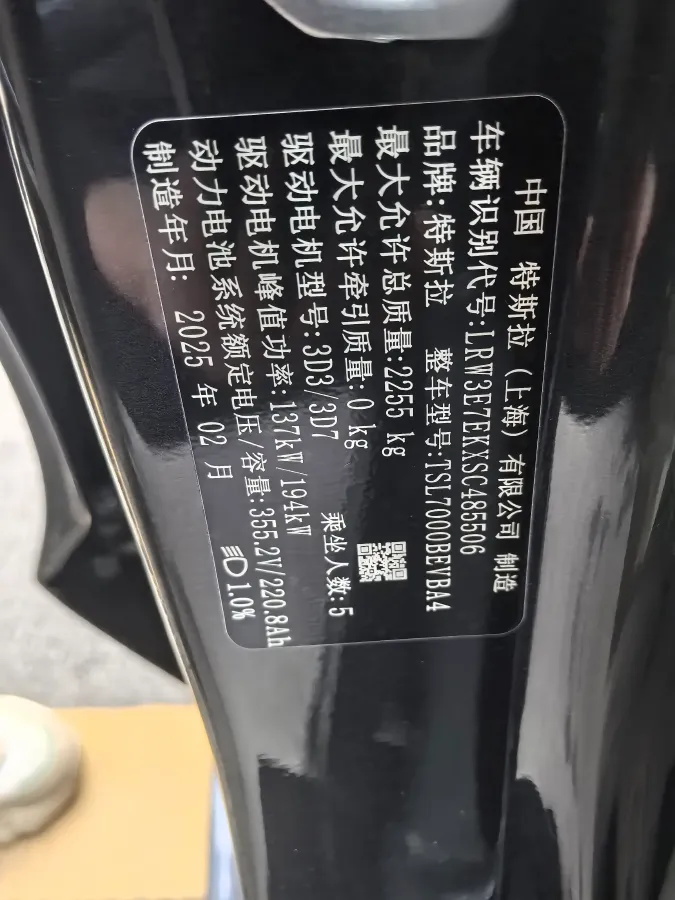 中国 特斯拉（上海）有限公司 制造
车辆识别代号:LRW3E7EKXSC485506
品牌:特斯拉 整车型号:TSL7000BEVBA4
最大允许总质量:2255 kg
最大允许牵引质量:0 kg 乘坐人数:5
驱动电机型号:3D3/3D7
驱动电机峰值功率:137kW/194kW
动力电池系统额定电压/容量:355.2V/220.8Ah
制造年月: 2025 年 02 月 1.0%